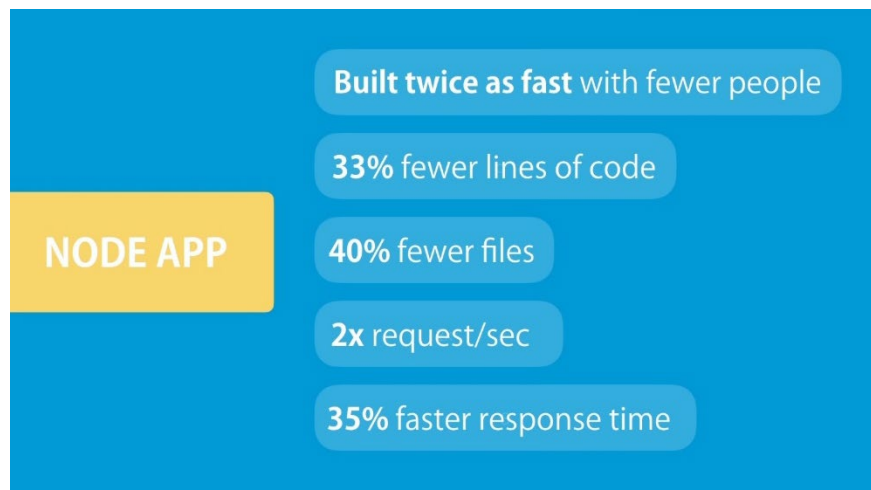 NODE APP
Built twice as fast with fewer people
33% fewer lines of code
40% fewer files
2x request/sec
35% faster response time